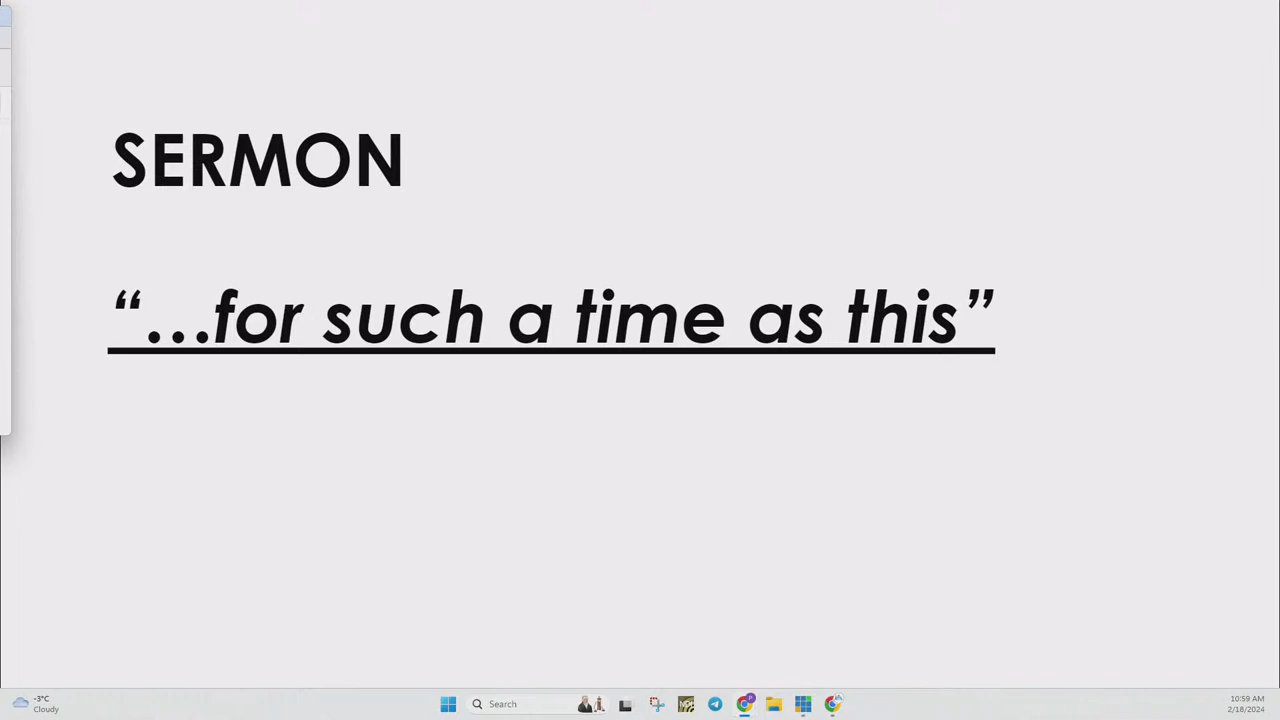 SERMON
“…for such a time as this”
-3°C
Cloudy
Search
10:59 AM
2/18/2024